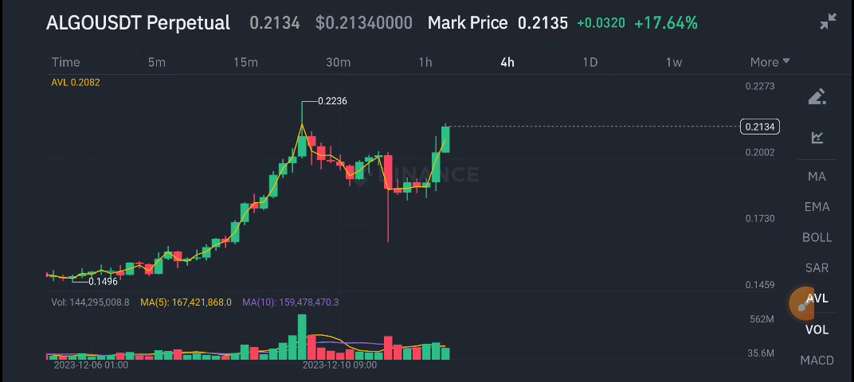 ALGOUSDT Perpetual 0.2134 $0.21340000 Mark Price 0.2135 +0.0320 +17.64%
Time 5m 15m 30m 1h 4h 1D 1w More
AVL 0.2082
0.2273
0.2236
0.2134
0.2002
BINANCE
MA
EMA
0.1730
BOLL
SAR
0.1496
0.1459
AVL
Vol: 144,295,008.8 MA(5): 167,421,868.0 MA(10): 159,478,470.3
562M
VOL
35.6M
MACD
2023-12-06 01:00 2023-12-10 09:00